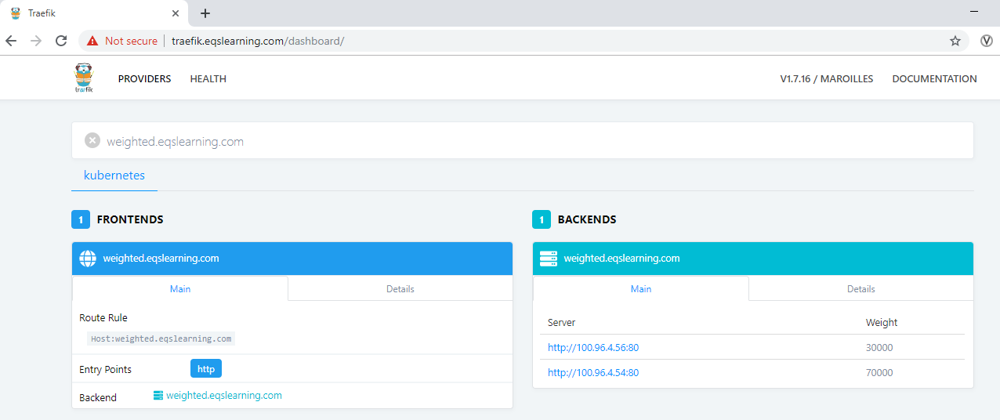 Traefik
Not secure traefik.eqslearning.com/dashboard/
træfik
PROVIDERS HEALTH V1.7.16 / MAROILLES DOCUMENTATION
weighted.eqslearning.com
kubernetes
1 FRONTENDS
weighted.eqslearning.com
Main Details
Route Rule
Host:weighted.eqslearning.com
Entry Points http
Backend weighted.eqslearning.com
1 BACKENDS
weighted.eqslearning.com
Main Details
Server Weight
http://100.96.4.56:80 30000
http://100.96.4.54:80 70000